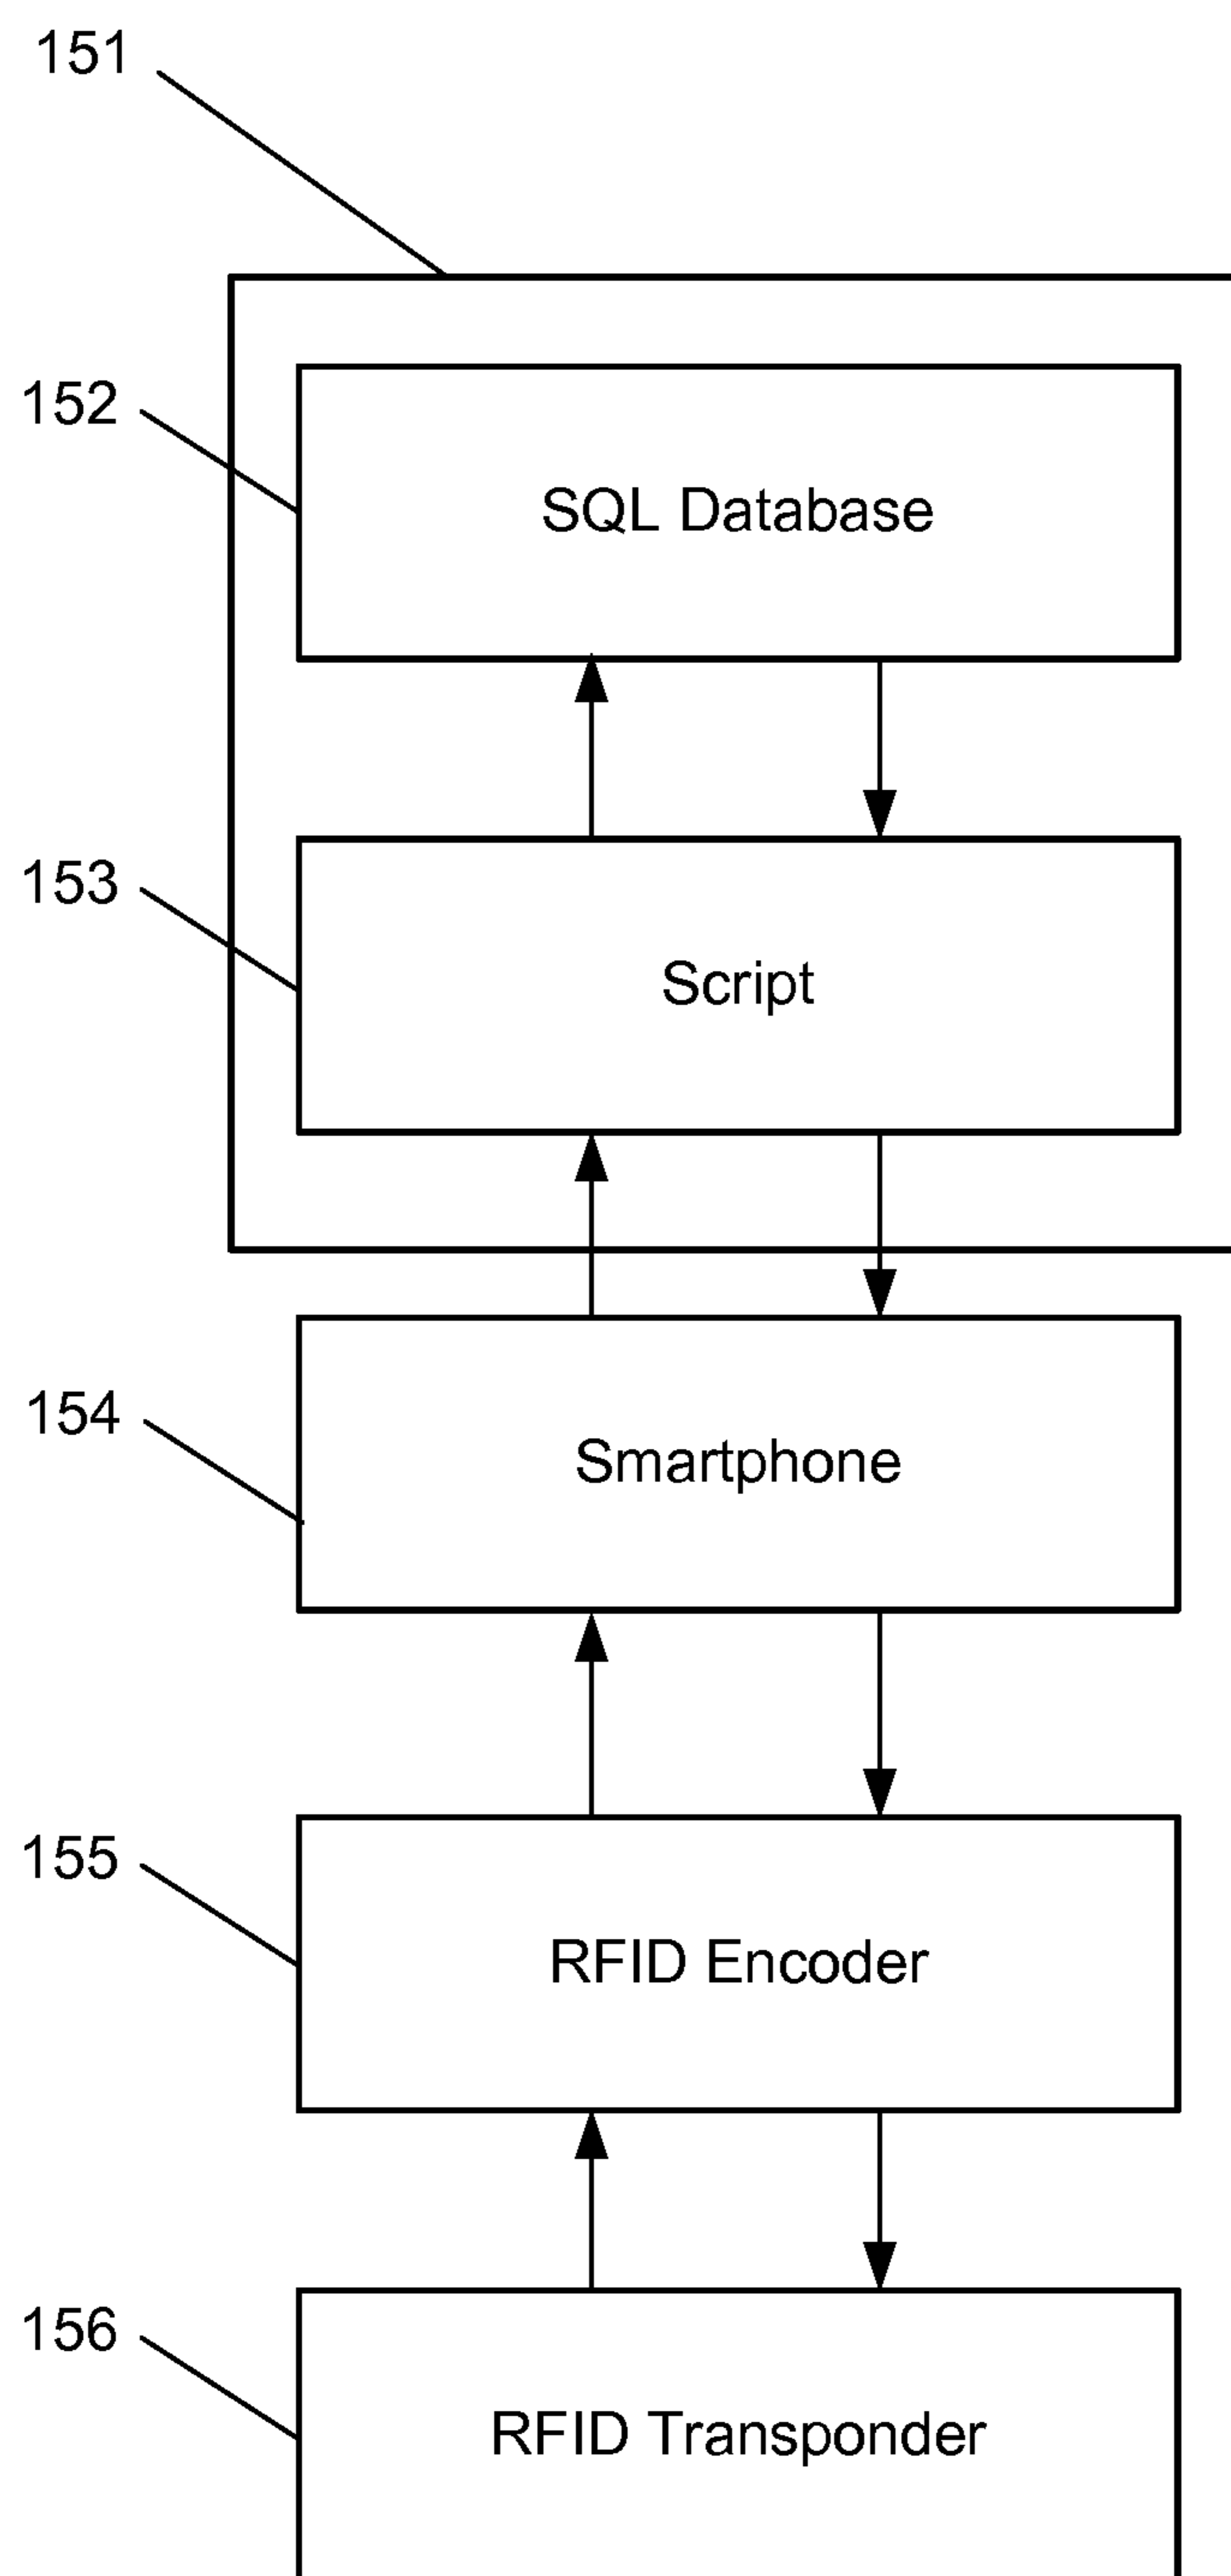 151
152
SQL Database
153
Script
154
Smartphone
155
RFID Encoder
156
RFID Transponder